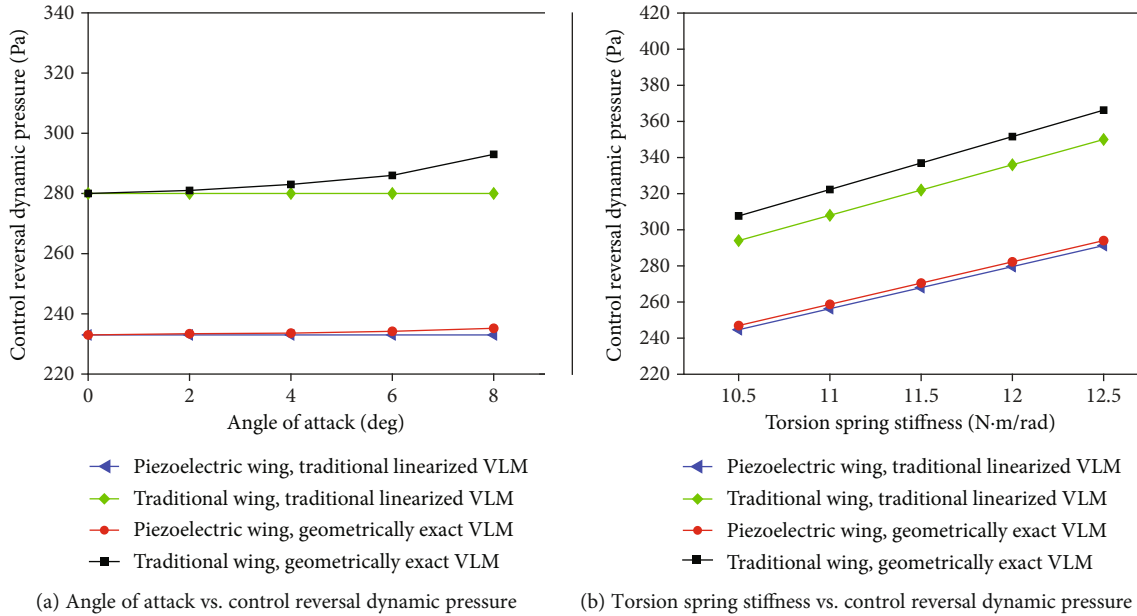 Control reversal dynamic pressure (Pa)
340
320
300
280
260
240
220
0 2 4 6 8
Angle of attack (deg)
Piezoelectric wing, traditional linearized VLM
Traditional wing, traditional linearized VLM
Piezoelectric wing, geometrically exact VLM
Traditional wing, geometrically exact VLM
(a) Angle of attack vs. control reversal dynamic pressure
Control reversal dynamic pressure (Pa)
420
400
380
360
340
320
300
280
260
240
220
10.5 11 11.5 12 12.5
Torsion spring stiffness (N·m/rad)
Piezoelectric wing, traditional linearized VLM
Traditional wing, traditional linearized VLM
Piezoelectric wing, geometrically exact VLM
Traditional wing, geometrically exact VLM
(b) Torsion spring stiffness vs. control reversal dynamic pressure